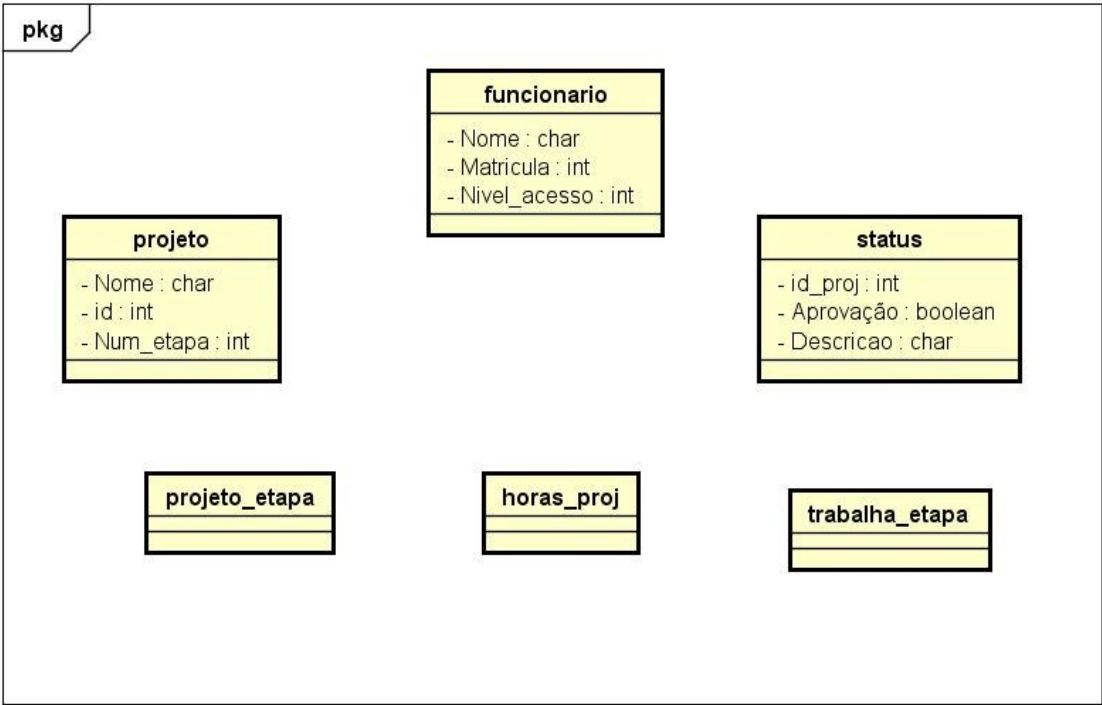 pkg
funcionario
- Nome : char
- Matricula : int
- Nivel_acesso : int
projeto
- Nome : char
- id : int
- Num_etapa : int
status
- id_proj : int
- Aprovação : boolean
- Descricao : char
projeto_etapa
horas_proj
trabalha_etapa